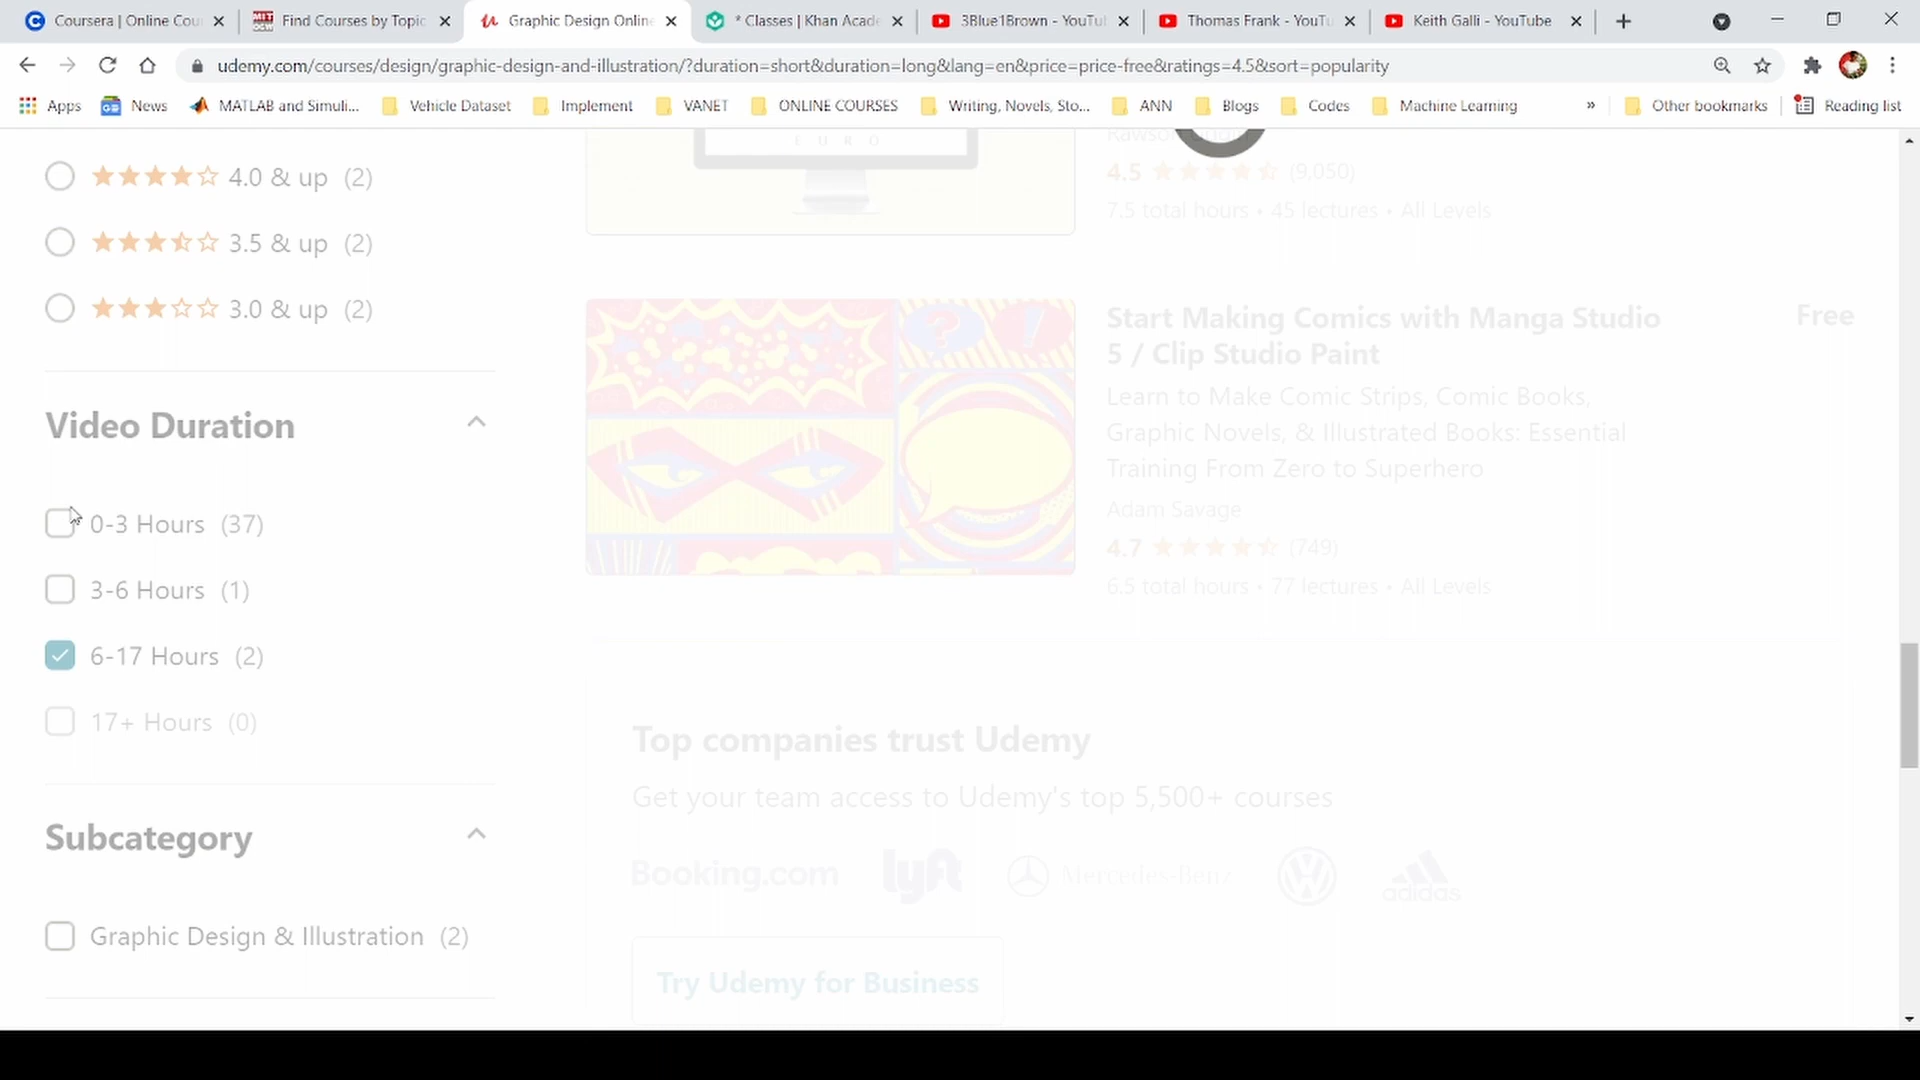 Coursera | Online Cou
Find Courses by Topic
Graphic Design Online
* Classes | Khan Acade
3Blue1Brown - YouTu
Thomas Frank - YouTu
Keith Galli - YouTube
udemy.com/courses/design/graphic-design-and-illustration/?duration=short&duration=long&lang=en&price=price-free&ratings=4.5&sort=popularity
Apps
News
MATLAB and Simuli...
Vehicle Dataset
Implement
VANET
ONLINE COURSES
Writing, Novels, Sto...
ANN
Blogs
Codes
Machine Learning
»
Other bookmarks
Reading list
4.0 & up (2)
3.5 & up (2)
3.0 & up (2)
Video Duration
0-3 Hours (37)
3-6 Hours (1)
6-17 Hours (2)
17+ Hours (0)
Subcategory
Graphic Design & Illustration (2)
E U R O
4.5 (9,050)
7.5 total hours • 45 lectures • All Levels
Start Making Comics with Manga Studio
5 / Clip Studio Paint
Free
Learn to Make Comic Strips, Comic Books,
Graphic Novels, & Illustrated Books: Essential
Training From Zero to Superhero
Adam Savage
4.7 (749)
6.5 total hours • 77 lectures • All Levels
Top companies trust Udemy
Get your team access to Udemy's top 5,500+ courses
Booking.com
lyft
Mercedes-Benz
adidas
Try Udemy for Business